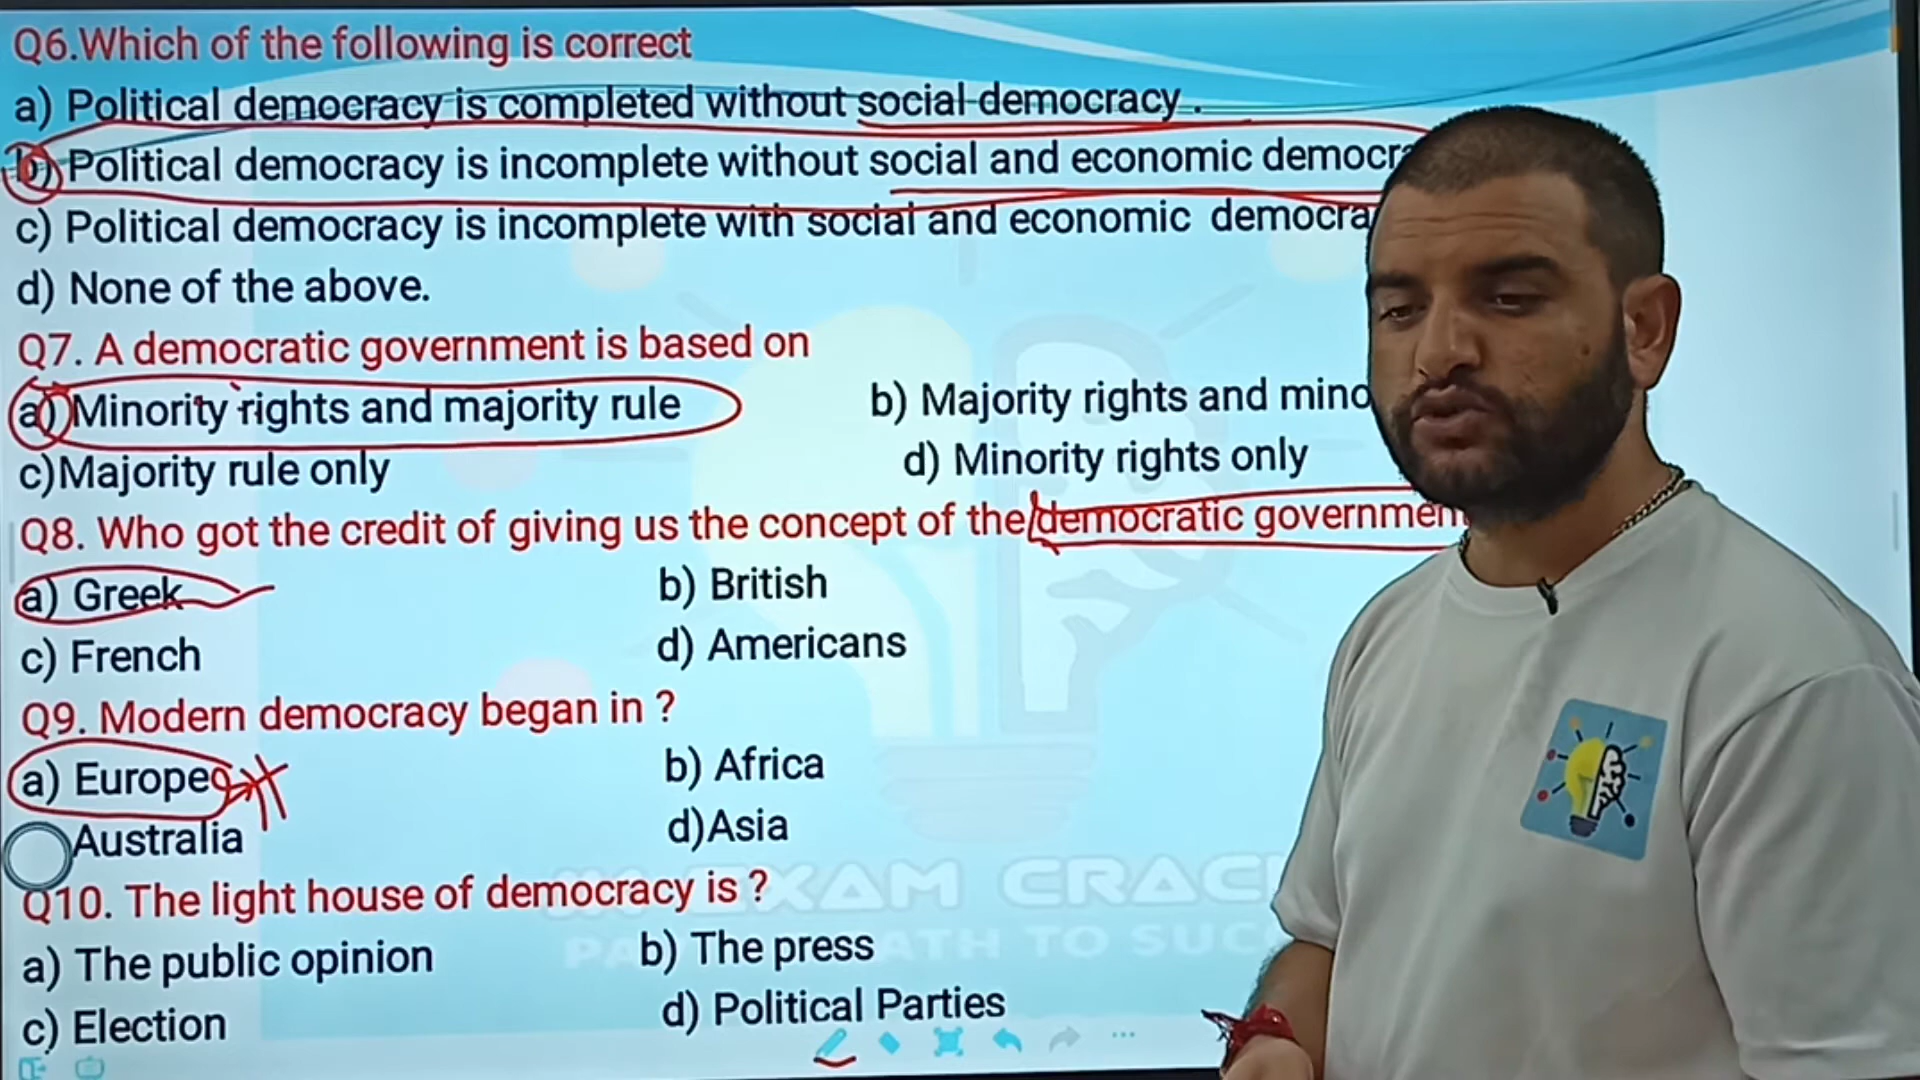 Q6.Which of the following is correct
a) Political democracy is completed without social democracy .
b) Political democracy is incomplete without social and economic
c) Political democracy is incomplete with social and economic
d) None of the above.
Q7. A democratic government is based on
a) Minority rights and majority rule
b) Majority rights and
c)Majority rule only
d) Minority rights only
Q8. Who got the credit of giving us the concept of the democratic
a) Greek
b) British
c) French
d) Americans
Q9. Modern democracy began in ?
a) Europe
b) Africa
Australia
d)Asia
Q10. The light house of democracy is ?
a) The public opinion
b) The press
c) Election
d) Political Parties
EXAM
PATH TO